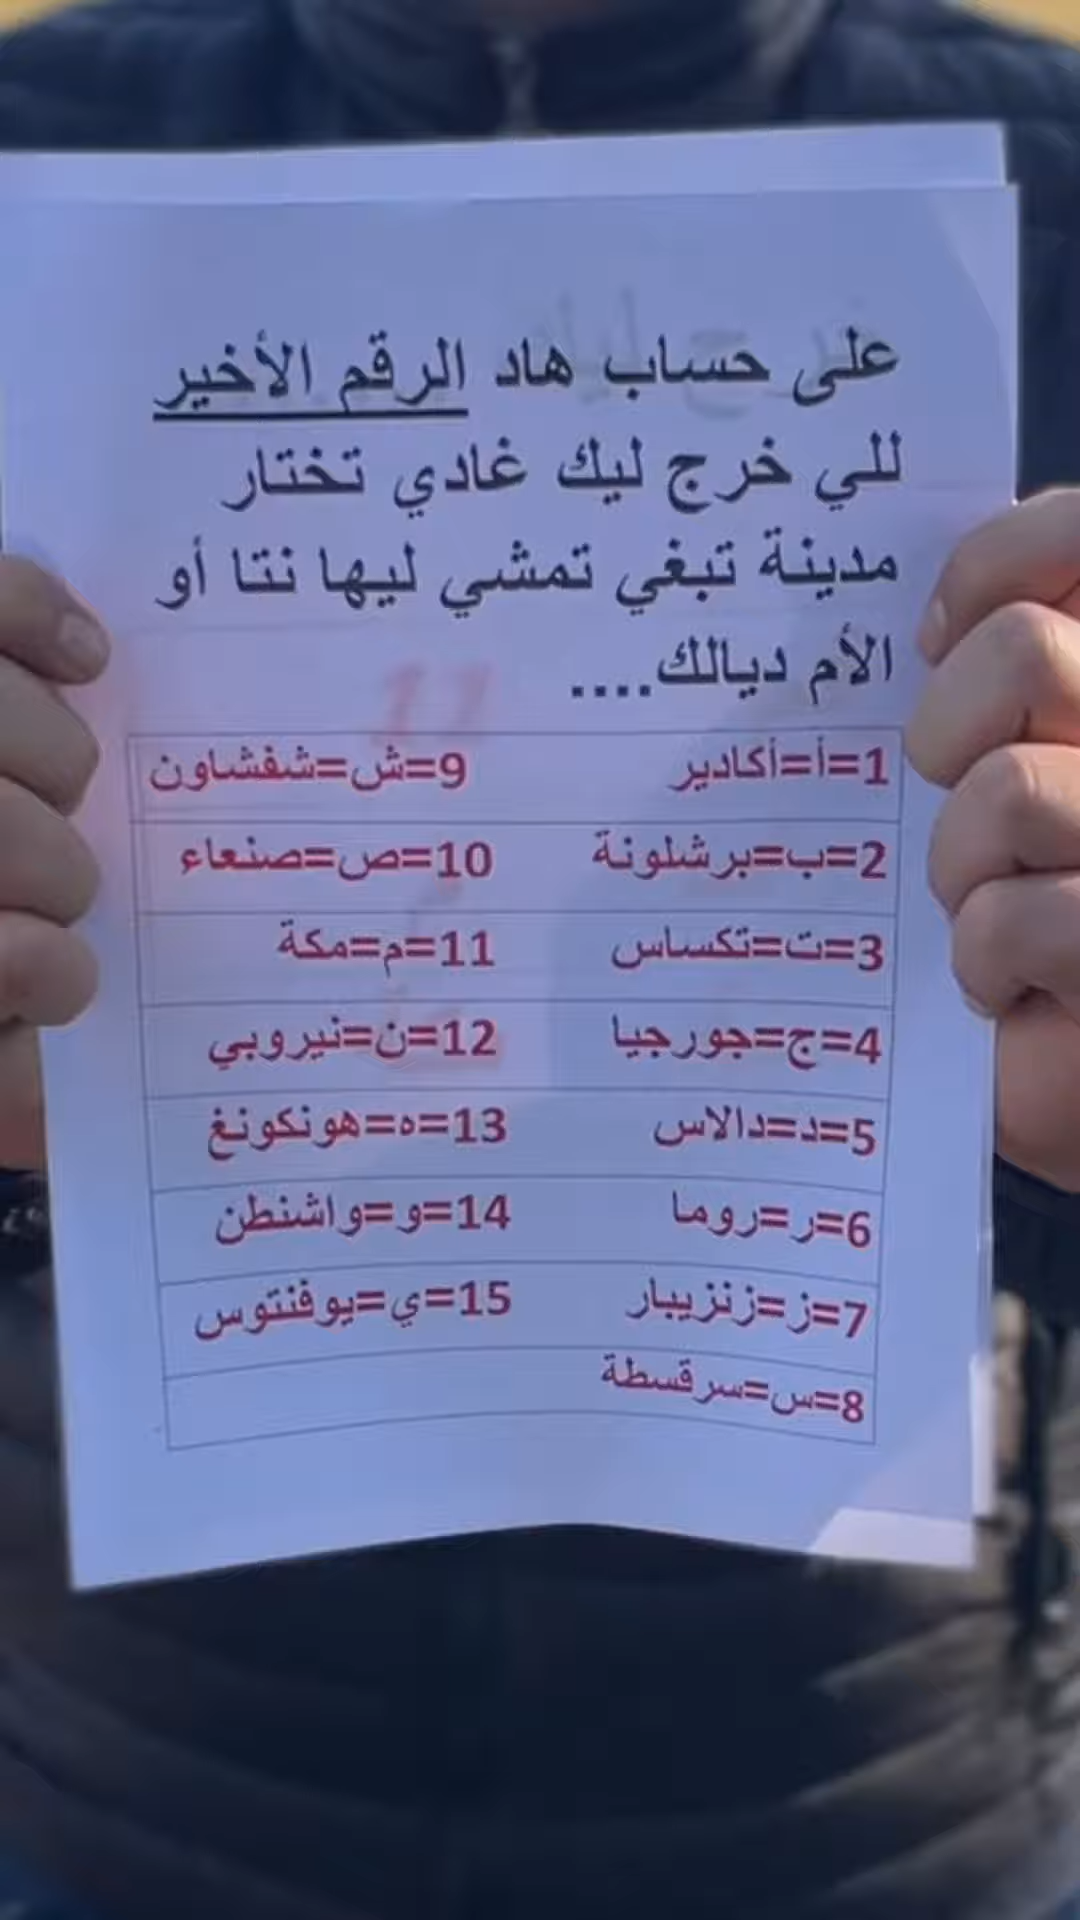 على حساب هاد الرقم الأخير
للي خرج ليك غادي تختار
مدينة تبغي تمشي ليها نتا أو
الأم ديالك....
1=أ=أكادير 9=ش=شفشاون
2=ب=برشلونة 10=ص=صنعاء
3=ت=تكساس 11=م=مكة
4=ج=جورجيا 12=ن=نيروبي
5=د=دالاس 13=ه=هونكونغ
6=ر=روما 14=و=واشنطن
7=ز=زنزيبار 15=ي=يوفنتوس
8=س=سرقسطة